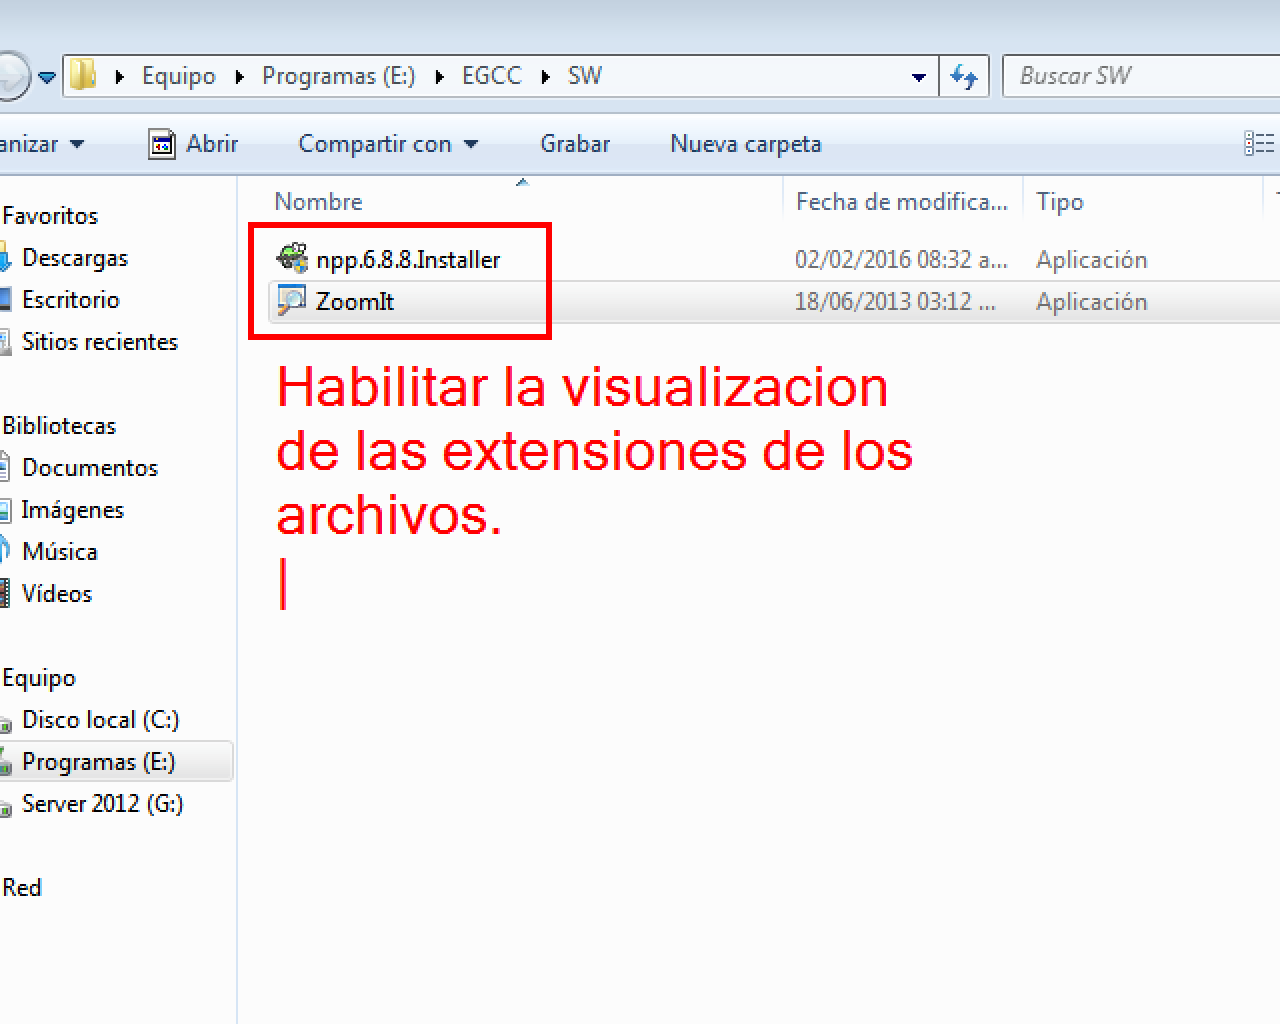 Equipo Programas (E:) EGCC SW Buscar SW
anizar Abrir Compartir con Grabar Nueva carpeta
Nombre Fecha de modifica... Tipo
npp.6.8.8.Installer 02/02/2016 08:32 a... Aplicación
ZoomIt 18/06/2013 03:12 ... Aplicación
Habilitar la visualizacion
de las extensiones de los
archivos.
Favoritos
Descargas
Escritorio
Sitios recientes
Bibliotecas
Documentos
Imágenes
Música
Vídeos
Equipo
Disco local (C:)
Programas (E:)
Server 2012 (G:)
Red